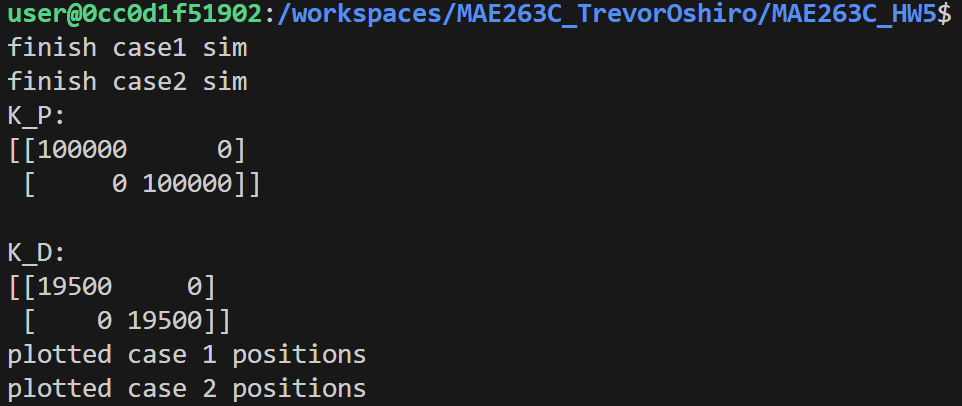 user@0cc0d1f51902:/workspaces/MAE263C_TrevorOshiro/MAE263C_HW5$
finish case1 sim
finish case2 sim
K_P:
[[100000      0]
 [     0 100000]]

K_D:
[[19500     0]
 [    0 19500]]
plotted case 1 positions
plotted case 2 positions